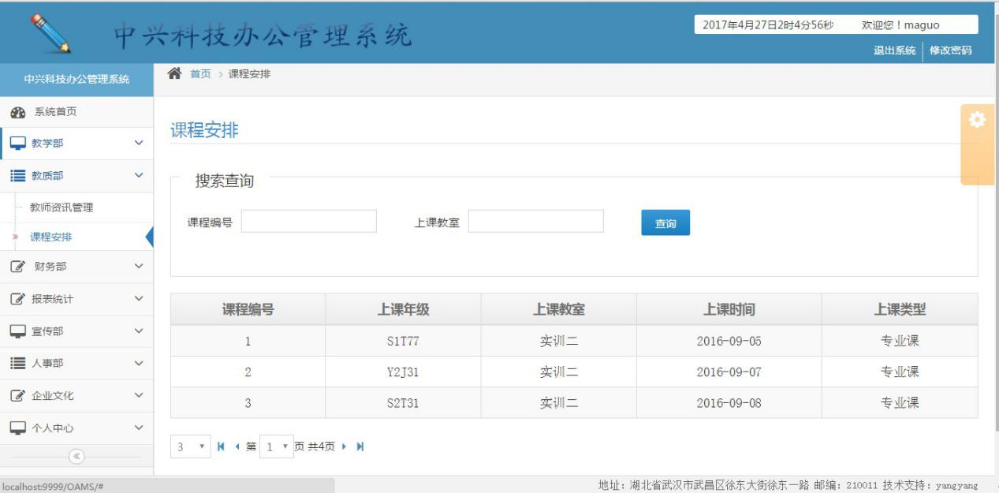 中兴科技办公管理系统
2017年4月27日2时4分56秒 欢迎您！maguo
退出系统 修改密码
中兴科技办公管理系统
首页 > 课程安排
系统首页
教学部
教质部
教师资讯管理
» 课程安排
财务部
报表统计
宣传部
人事部
企业文化
个人中心
课程安排
搜索查询
课程编号 上课教室 查询
课程编号 上课年级 上课教室 上课时间 上课类型
1 S1T77 实训二 2016-09-05 专业课
2 Y2J31 实训二 2016-09-07 专业课
3 S2T31 实训二 2016-09-08 专业课
3 第 1 页 共4页
localhost:9999/OAMS/#
地址：湖北省武汉市武昌区徐东大街徐东一路 邮编：210011 技术支持：yangyang